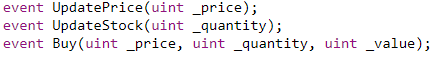 event UpdatePrice(uint _price);
event UpdateStock(uint _quantity);
event Buy(uint _price, uint _quantity, uint _value);